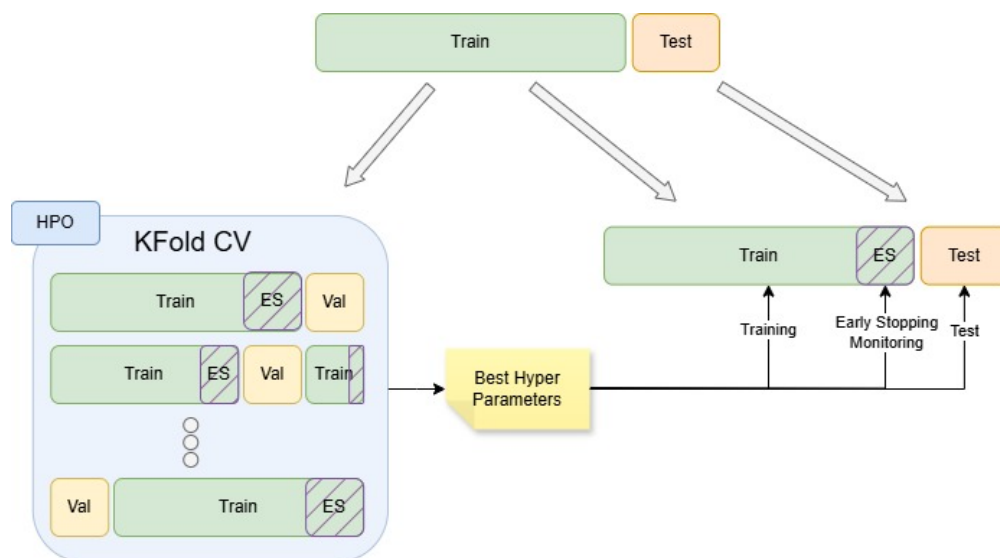 Train
Test
HPO
KFold CV
Train
ES
Val
Train
ES
Val
Train
Val
Train
ES
Best Hyper
Parameters
Train
ES
Test
Training
Early Stopping
Monitoring
Test